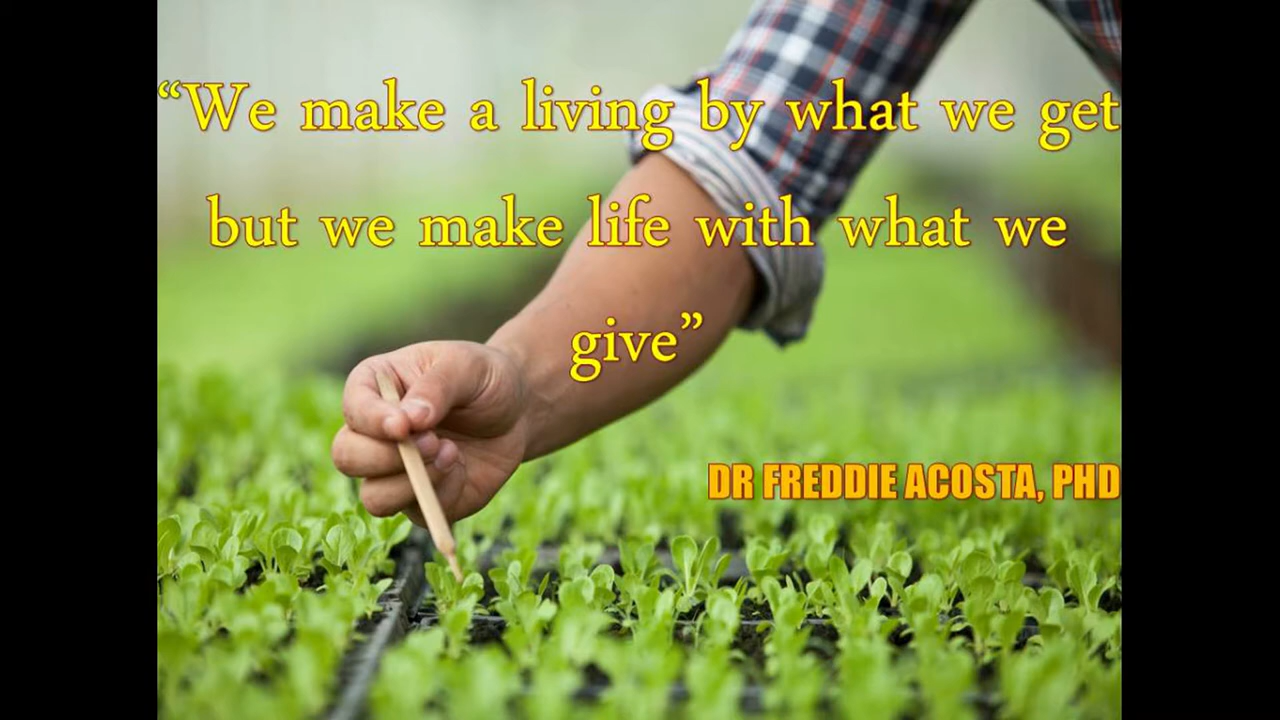 “We make a living by what we get
but we make life with what we
give”
DR FREDDIE ACOSTA, PHD